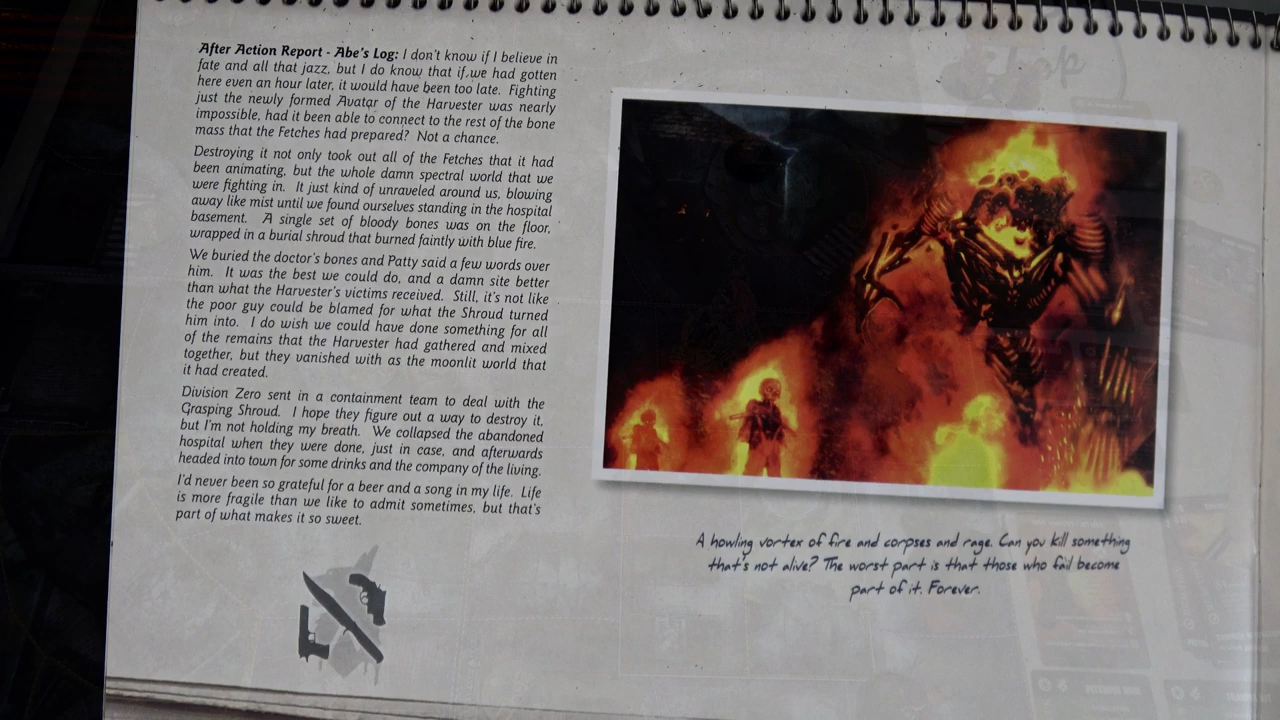 After Action Report - Abe's Log: I don't know if I believe in
fate and all that jazz, but I do know that if we had gotten
here even an hour later, it would have been too late. Fighting
just the newly formed Avatar of the Harvester was nearly
impossible, had it been able to connect to the rest of the bone
mass that the Fetches had prepared? Not a chance.
Destroying it not only took out all of the Fetches that it had
been animating, but the whole damn spectral world that we
were fighting in. It just kind of unraveled around us, blowing
away like mist until we found ourselves standing in the hospital
basement. A single set of bloody bones was on the floor,
wrapped in a burial shroud that burned faintly with blue fire.
We buried the doctor's bones and Patty said a few words over
him. It was the best we could do, and a damn site better
than what the Harvester's victims received. Still, it's not like
the poor guy could be blamed for what the Shroud turned
him into. I do wish we could have done something for all
of the remains that the Harvester had gathered and mixed
together, but they vanished with as the moonlit world that
it had created.
Division Zero sent in a containment team to deal with the
Grasping Shroud. I hope they figure out a way to destroy it,
but I'm not holding my breath. We collapsed the abandoned
hospital when they were done, just in case, and afterwards
headed into town for some drinks and the company of the living.
I'd never been so grateful for a beer and a song in my life. Life
is more fragile than we like to admit sometimes, but that's
part of what makes it so sweet.
A howling vortex of fire and corpses and rage. Can you kill something
that's not alive? The worst part is that those who fail become
part of it. Forever.